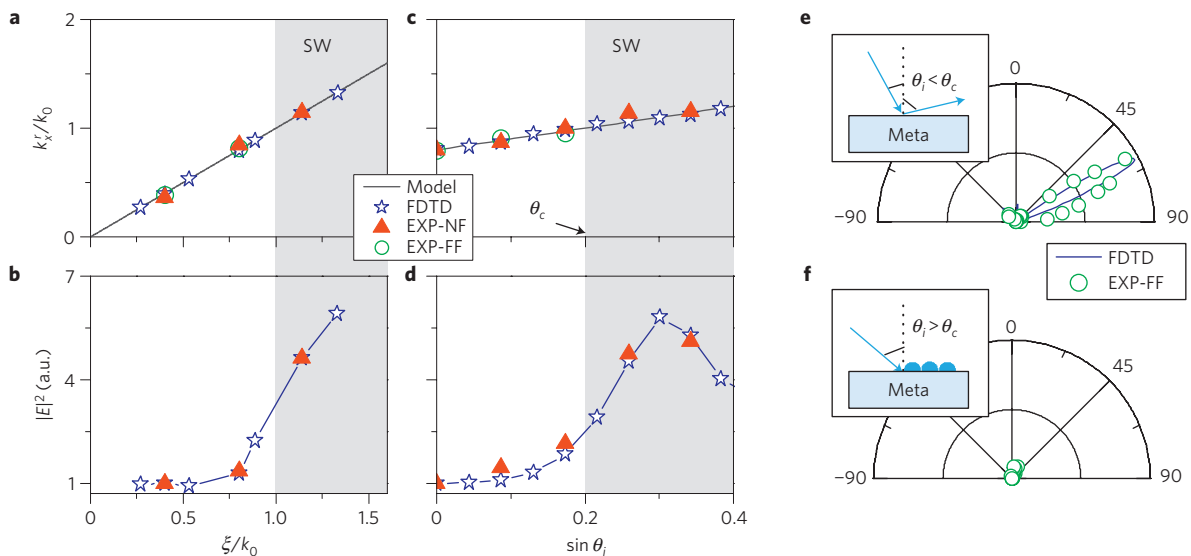 a
2
SW
k_x/k_0
1
0
Model
FDTD
EXP-NF
EXP-FF
c
SW
θ_c
b
7
4
1
|E|² (a.u.)
0
0.5
1.0
1.5
ξ/k_0
d
0
0.2
0.4
sin θ_i
e
θ_i < θ_c
Meta
0
45
−90
90
FDTD
EXP-FF
f
θ_i > θ_c
Meta
0
45
−90
90